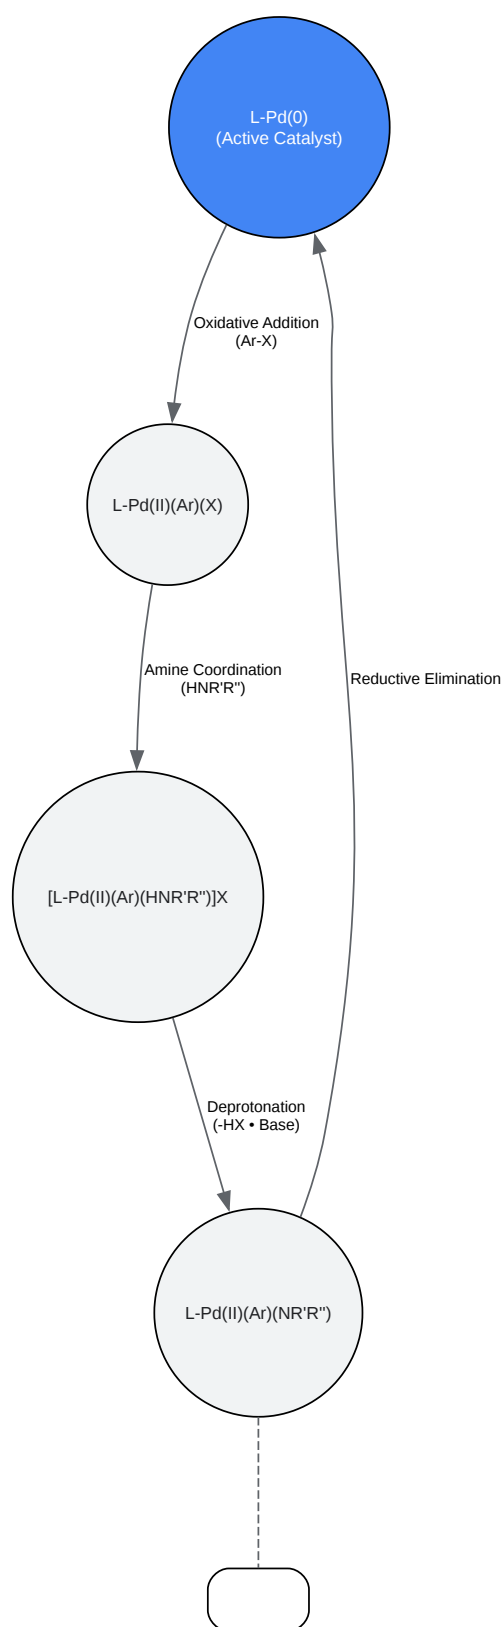 L-Pd(0)
(Active Catalyst)
Oxidative Addition
(Ar-X)
L-Pd(II)(Ar)(X)
Amine Coordination
(HNR'R")
Reductive Elimination
[L-Pd(II)(Ar)(HNR'R")]X
Deprotonation
(-HX • Base)
L-Pd(II)(Ar)(NR'R")